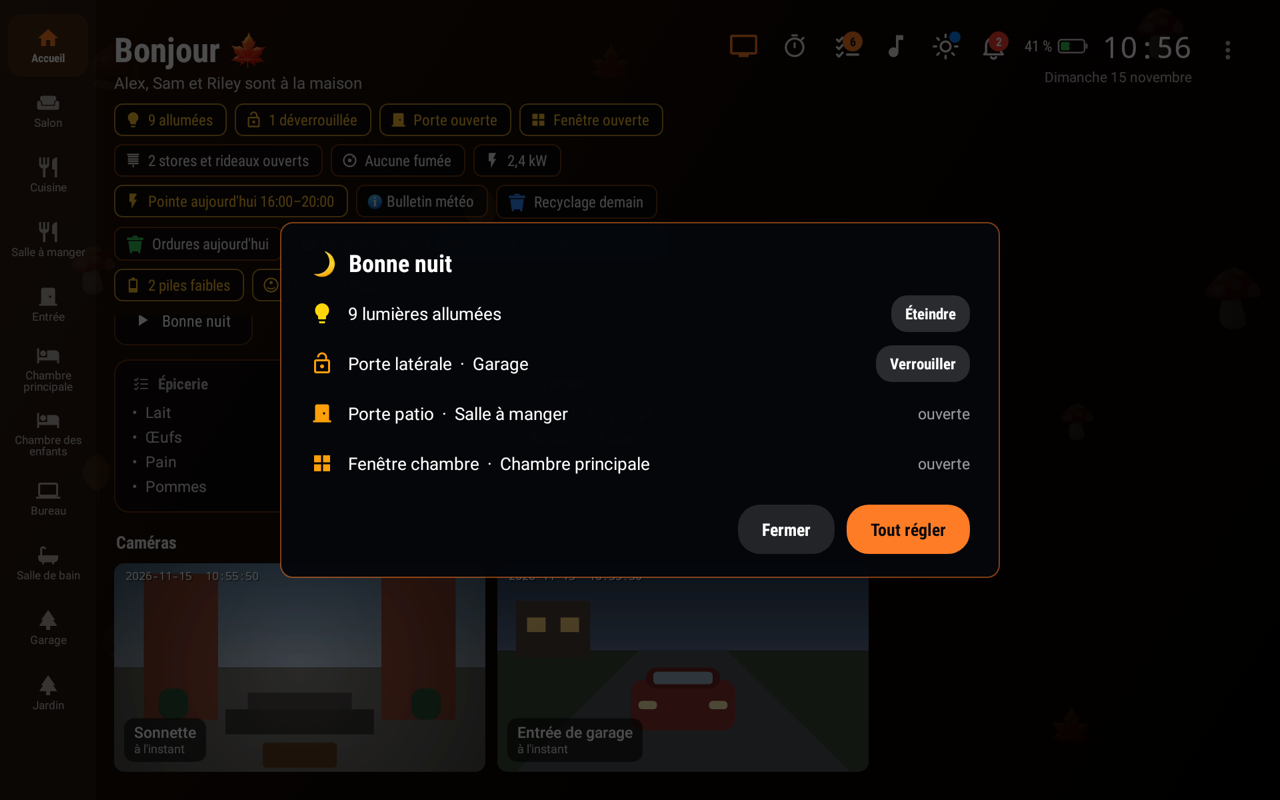 Accueil
Salon
Cuisine
Salle à manger
Entrée
Chambre
principale
Chambre des
enfants
Bureau
Salle de bain
Garage
Jardin
Bonjour
Alex, Sam et Riley sont à la maison
6
2
41 %
10:56
Dimanche 15 novembre
9 allumées
1 déverrouillée
Porte ouverte
Fenêtre ouverte
2 stores et rideaux ouverts
Aucune fumée
2,4 kW
Pointe aujourd'hui 16:00–20:00
Bulletin météo
Recyclage demain
Ordures aujourd'hui
2 piles faibles
Bonne nuit
Épicerie
• Lait
• Œufs
• Pain
• Pommes
Bonne nuit
9 lumières allumées
Éteindre
Porte latérale · Garage
Verrouiller
Porte patio · Salle à manger
ouverte
Fenêtre chambre · Chambre principale
ouverte
Fermer
Tout régler
Caméras
2026-11-15 10:55:50
Sonnette
à l'instant
Entrée de garage
à l'instant